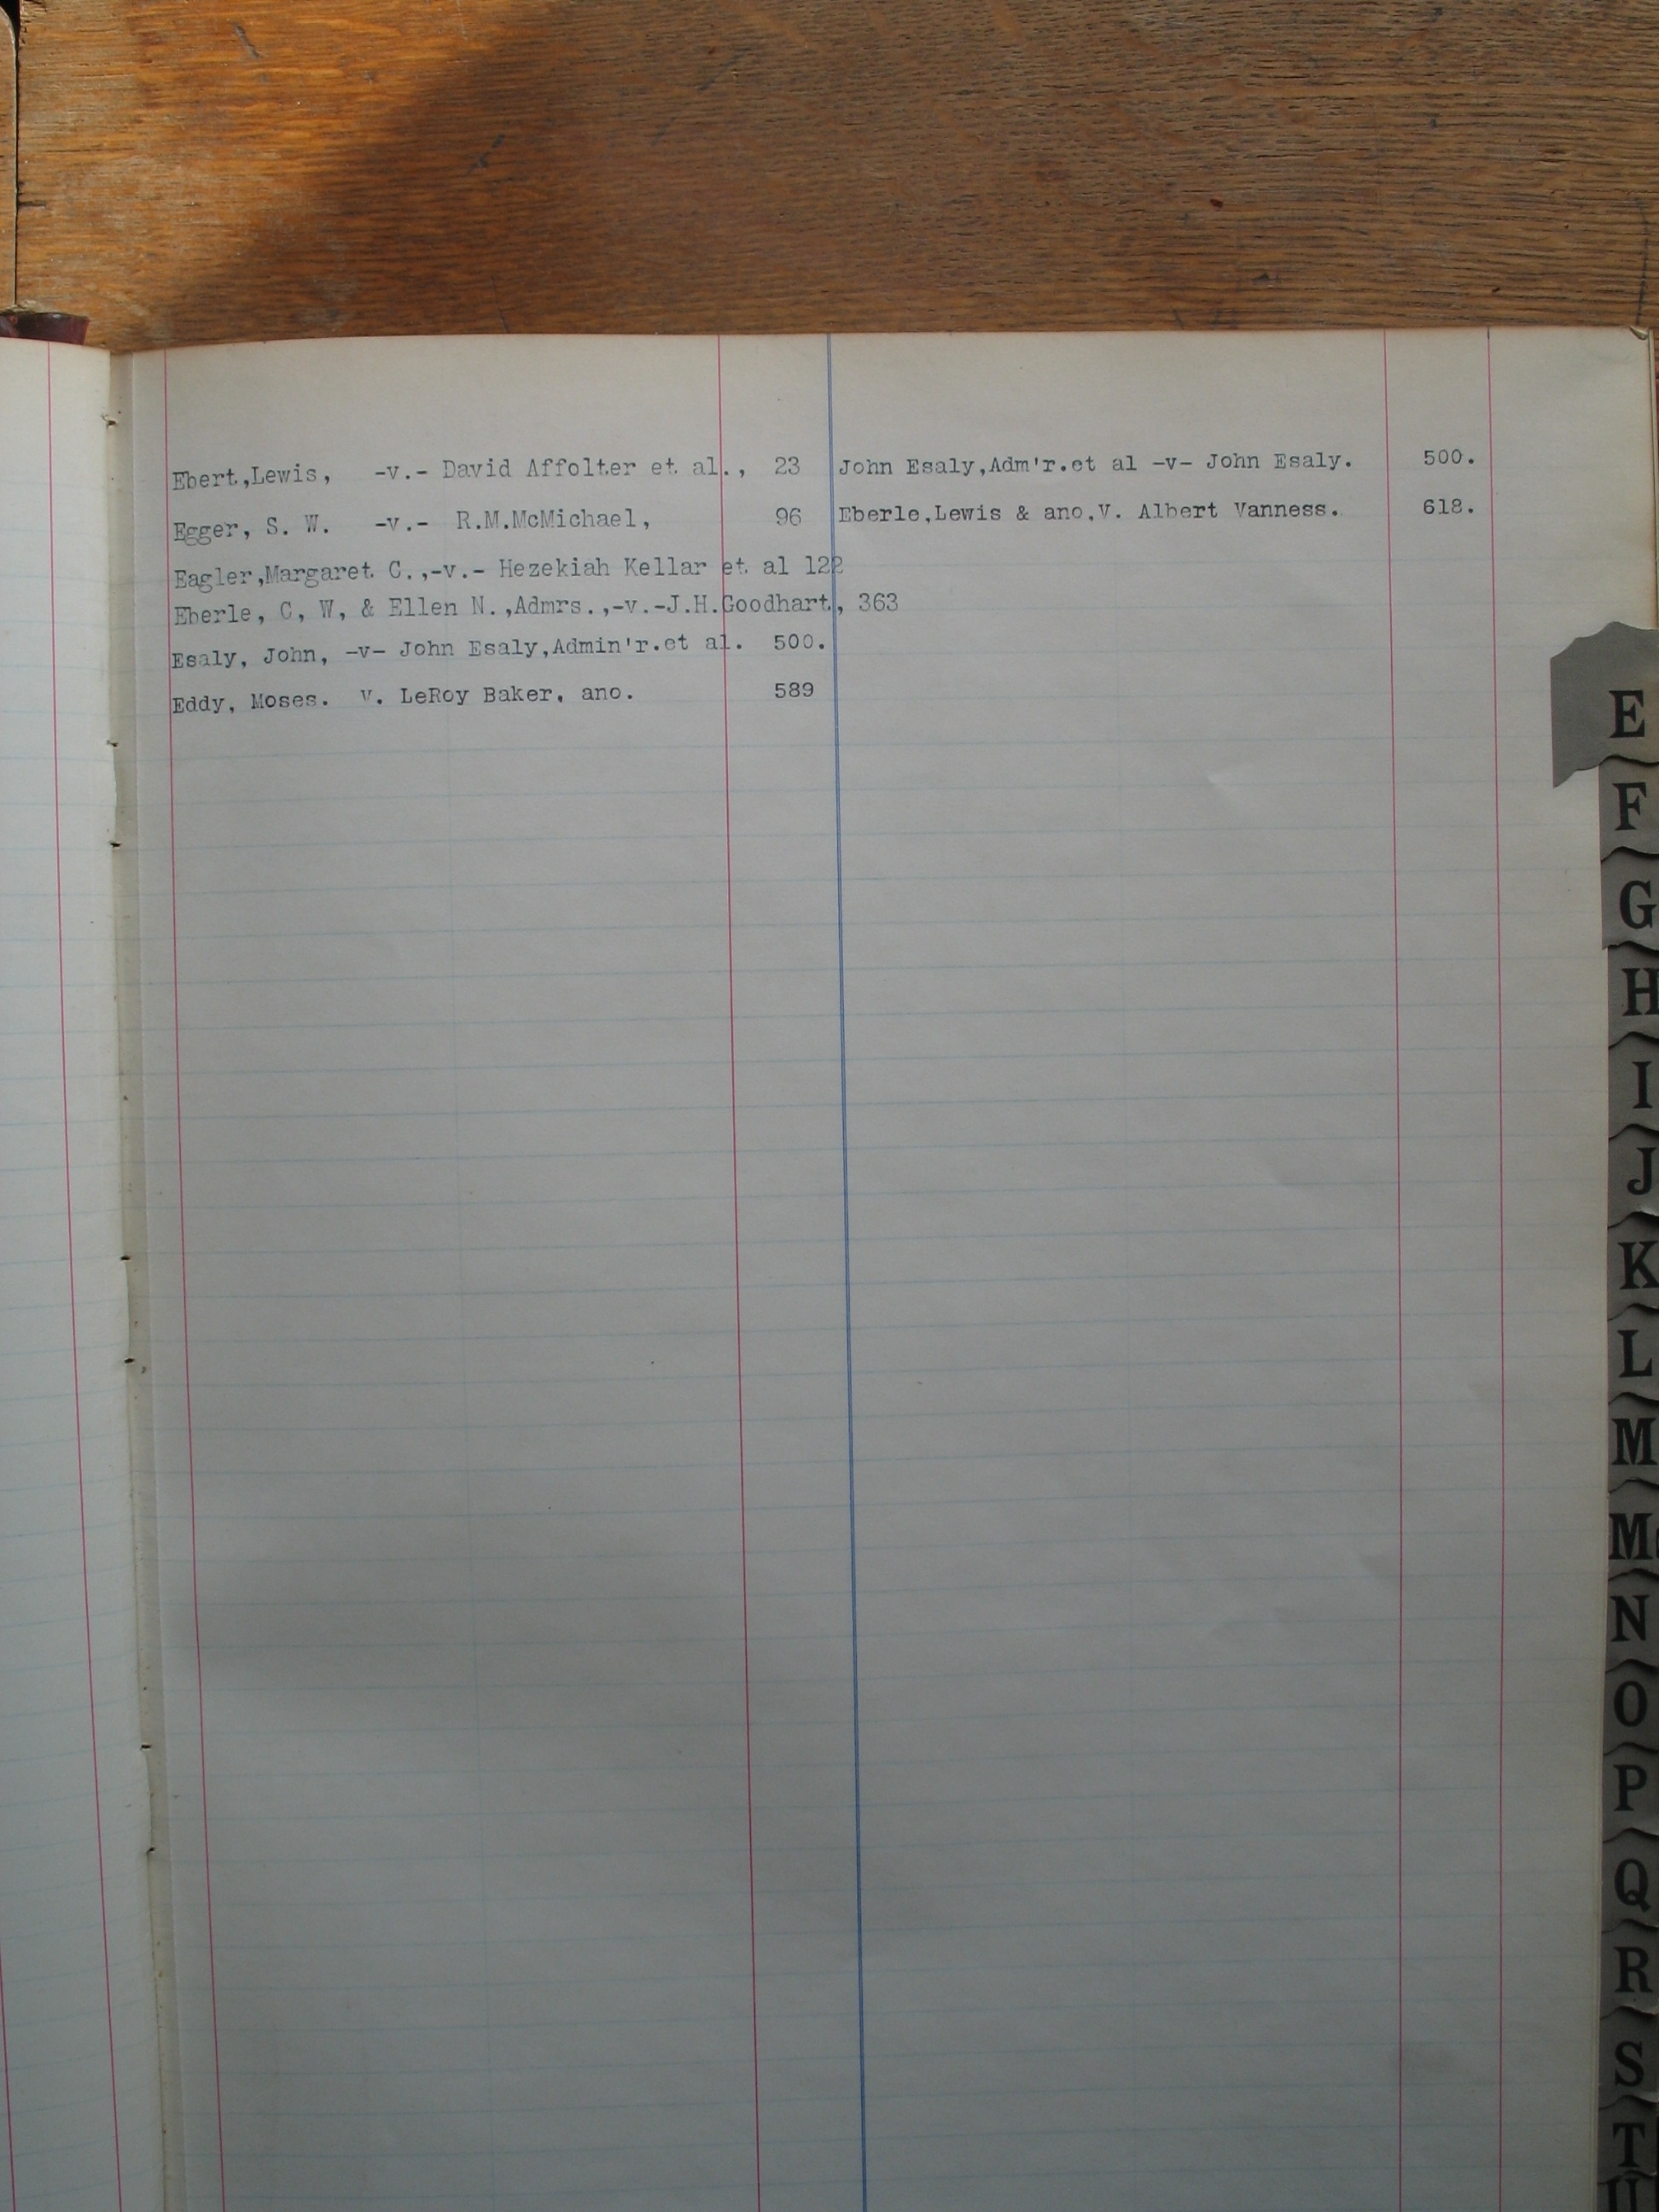 Ebert,Lewis, -v.- David Affolter et al., 23
Egger, S. W. -v.- R.M.McMichael, 96
Eagler,Margaret C.,-v.- Hezekiah Kellar et al 122
Eberle, C, W, & Ellen N.,Admrs.,-v.-J.H.Goodhart, 363
Esaly, John, -v- John Esaly,Admin'r.et al. 500.
Eddy, Moses. v. LeRoy Baker, ano. 589
John Esaly,Adm'r.et al -v- John Esaly. 500.
Eberle,Lewis & ano,V. Albert Vanness. 618.
E
F
G
H
I
J
K
L
M
N
O
P
Q
R
S
T